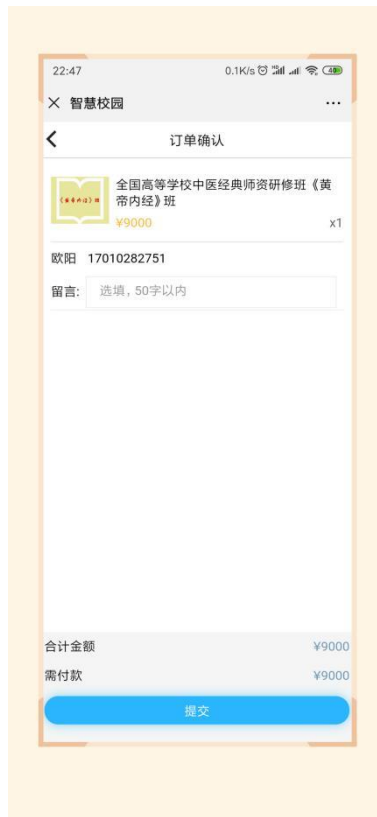 22:47
0.1K/s
智慧校园
订单确认
全国高等学校中医经典师资研修班《黄
帝内经》班
¥9000
x1
欧阳 17010282751
留言: 选填，50字以内
合计金额 ¥9000
需付款 ¥9000
提交